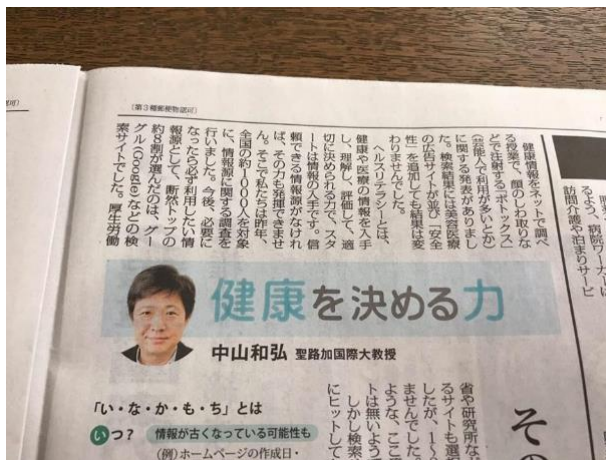 (第3種郵便物認可)
健康情報をネットで調べ
る授業で、顔のしわ取りな
どで注射する「ボトックス」
(芸能人で利用が多いとか)
に関する発表がありまし
た。検索結果には美容医療
の広告サイトが並び「安全
性」を追加しても結果は変
わりませんでした。
ヘルスリテラシーとは、
健康や医療の情報を入手
し、理解し、評価して、適
切に決められる力で、スタ
ートは情報の入手です。信
頼できる情報源がなけれ
ば、その力も発揮できませ
ん。そこで私たちは昨年、
全国の約1000人を対象
に、情報源に関する調査を
行いました。今後、必要に
なったら必ず利用したい情
報源として、断然トップの
約8割が選んだのは、グー
グル(Google)などの検
索サイトでした。厚生労働
健康を決める力
中山和弘 聖路加国際大教授
省や研究所な
るサイトも選
したが、1〜
ませんでした。
ような、ここ
トは無いよう
しかし検索
にヒットして
「い・な・か・も・ち」とは
いつ? 情報が古くなっている可能性も
(例)ホームページの作成日・
その
るよう、病院ワーカーに
訪問介護や泊まりサービ